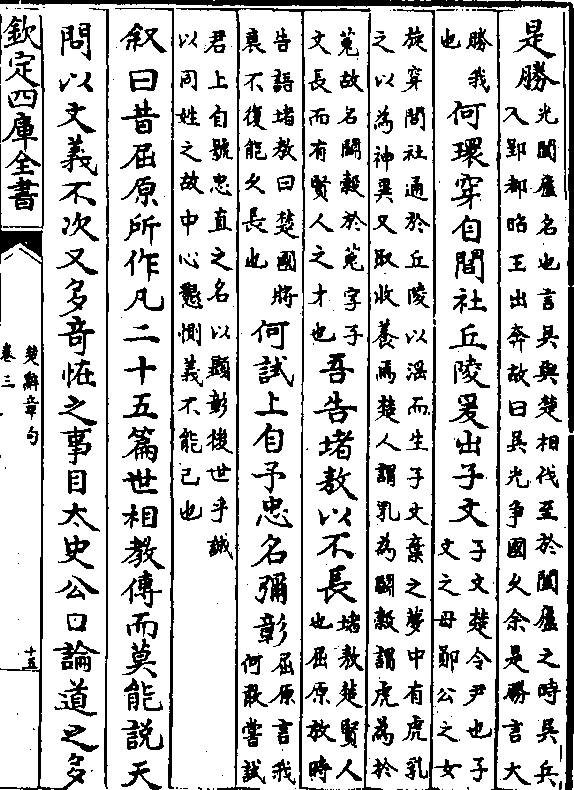 是勝光闔廬名也言吳與楚相伐至於闔廬之時吳兵入郢都昭王出奔故曰吳光爭國久余是勝言大
勝我也何環穿自閭社丘陵爰出子文子文楚令尹也子文之母鄖公之女
旋穿閭社通於丘陵以淫而生子文棄之夢中有虎乳之以為神異又取收養焉楚人謂乳為鬭榖謂虎為於
菟故名鬭榖於菟字子文長而有賢人之才也吾告堵敖以不長堵敖楚賢人也屈原放時
告語堵敖曰楚國將衰不復能久長也何試上自予忠名彌彰屈原言我何敢嘗試
君上自號忠直之名以顯彰後世乎誠以同姓之故中心懇惻義不能已也
叙曰昔屈原所作凡二十五篇世相教傳而莫能說天
問以文義不次又多奇怪之事自太史公口論道之多
欽定四庫全書
楚辭章句
卷三
十五